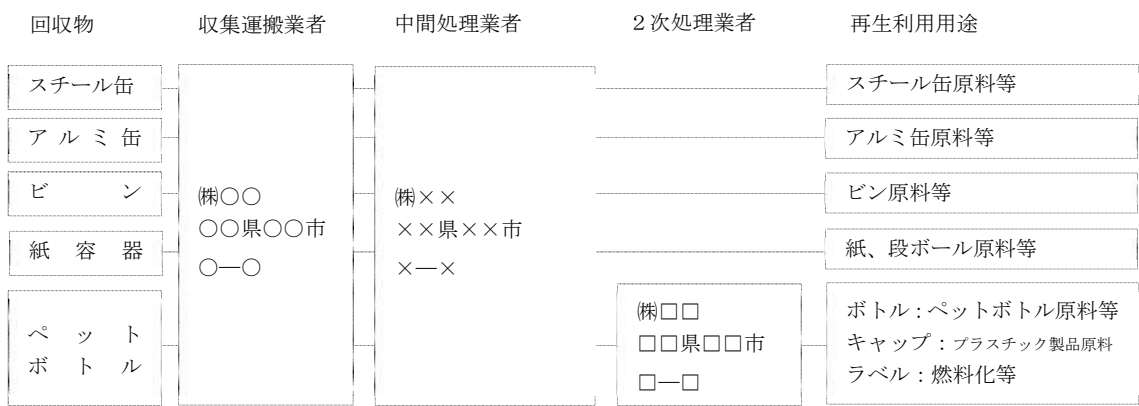 回収物 収集運搬業者 中間処理業者 2次処理業者 再生利用用途
スチール缶
アルミ缶
ビン
紙容器
ペット
ボトル
㈱○○
○○県○○市
○―○
㈱××
××県××市
×―×
㈱□□
□□県□□市
□―□
スチール缶原料等
アルミ缶原料等
ビン原料等
紙、段ボール原料等
ボトル：ペットボトル原料等
キャップ：プラスチック製品原料
ラベル：燃料化等